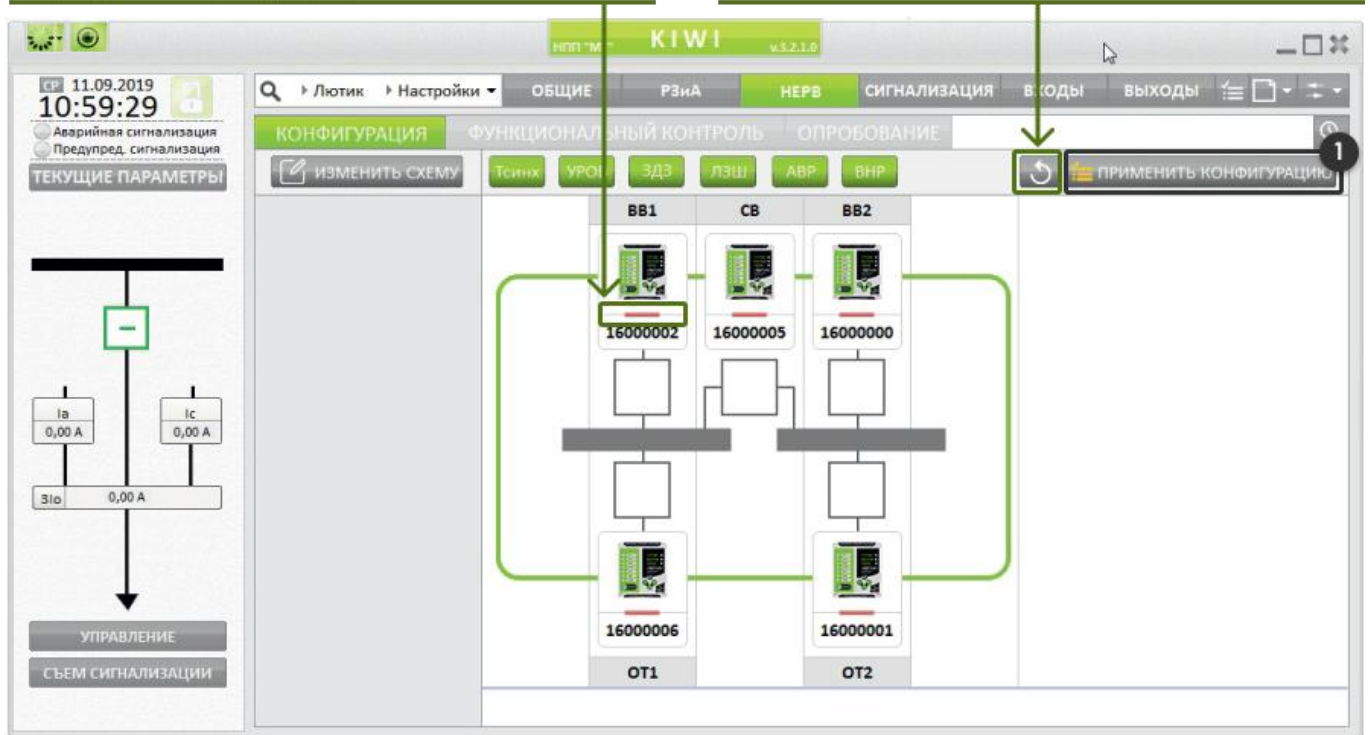 НПП "М KIWI v.3.2.1.0
СР 11.09.2019
10:59:29
Аварийная сигнализация
Предупред. сигнализация
ТЕКУЩИЕ ПАРАМЕТРЫ
Лютик Настройки ОБЩИЕ РЗиА НЕРВ СИГНАЛИЗАЦИЯ ВХОДЫ ВЫХОДЫ
КОНФИГУРАЦИЯ ФУНКЦИОНАЛЬНЫЙ КОНТРОЛЬ ОПРОБОВАНИЕ
1
ИЗМЕНИТЬ СХЕМУ Тсинх УРОВ ЗДЗ ЛЗШ АВР ВНР ПРИМЕНИТЬ КОНФИГУРАЦИЮ
ВВ1 СВ ВВ2
16000002 16000005 16000000
Ia Ic
0,00 А 0,00 А
3Io 0,00 А
16000006 16000001
ОТ1 ОТ2
УПРАВЛЕНИЕ
СЪЕМ СИГНАЛИЗАЦИИ